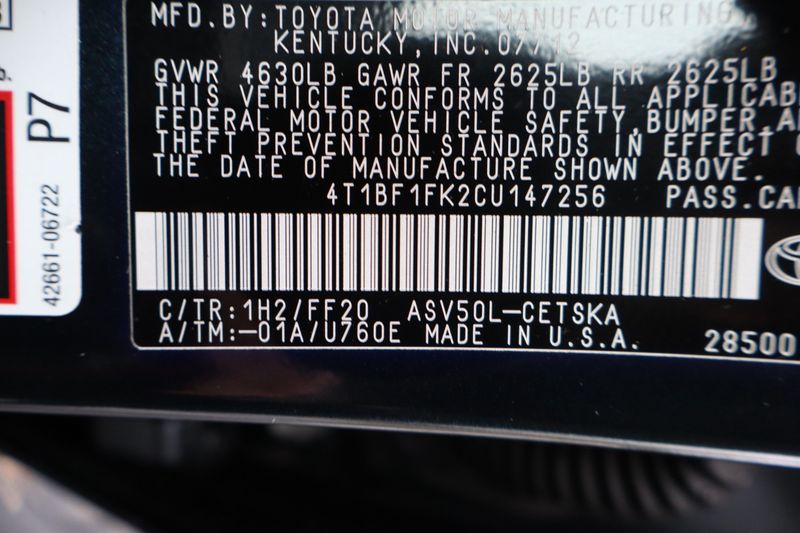 MFD. BY: TOYOTA MOTOR MANUFACTURING,
KENTUCKY, INC. 07/12
GVWR 4630LB GAWR FR 2625LB RR 2625LB
THIS VEHICLE CONFORMS TO ALL APPLICAB
FEDERAL MOTOR VEHICLE SAFETY, BUMPER, A
THEFT PREVENTION STANDARDS IN EFFECT O
THE DATE OF MANUFACTURE SHOWN ABOVE.
4T1BF1FK2CU147256 PASS.CA
C/TR: 1H2/FF20 ASV50L-CETSKA
A/TM:-01A/U760E MADE IN U.S.A.
28500
P7
42661-06722